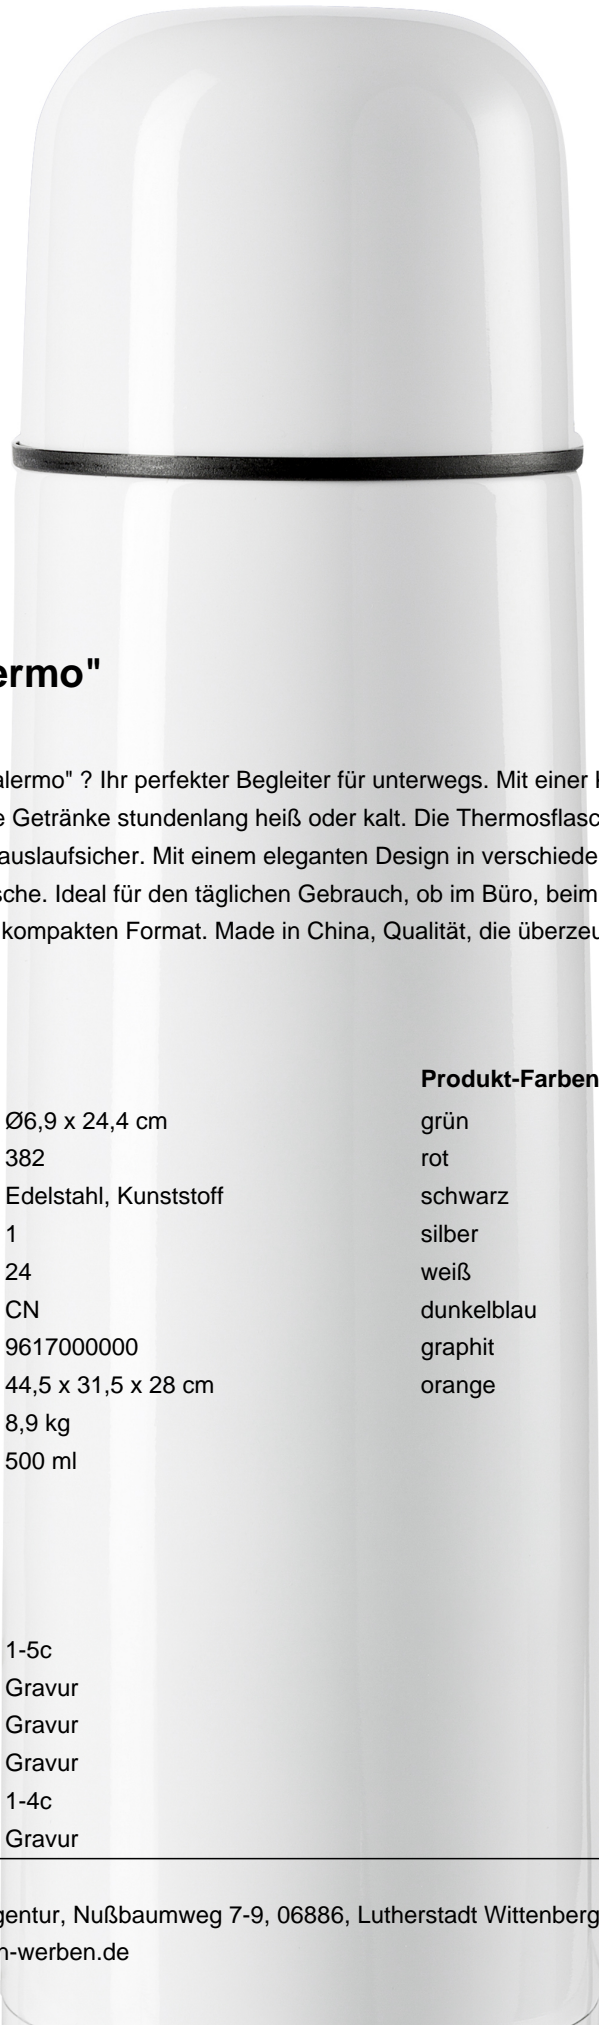 ermo"
alermo" ? Ihr perfekter Begleiter für unterwegs. Mit einer
e Getränke stundenlang heiß oder kalt. Die Thermosflasc
auslaufsicher. Mit einem eleganten Design in verschiede
sche. Ideal für den täglichen Gebrauch, ob im Büro, beim
kompakten Format. Made in China, Qualität, die überzeu
Produkt-Farben
Ø6,9 x 24,4 cm grün
382 rot
Edelstahl, Kunststoff schwarz
1 silber
24 weiß
CN dunkelblau
9617000000 graphit
44,5 x 31,5 x 28 cm orange
8,9 kg
500 ml
1-5c
Gravur
Gravur
Gravur
1-4c
Gravur
gentur, Nußbaumweg 7-9, 06886, Lutherstadt Wittenberg
n-werben.de